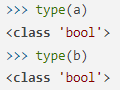 >>> type(a)
<class 'bool'>
>>> type(b)
<class 'bool'>